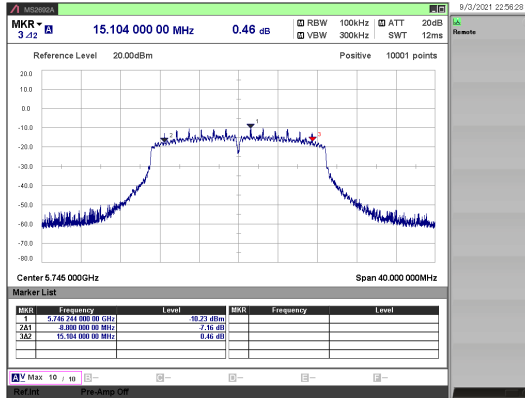 MS2692A
9/3/2021 22:56:28
MKR
3 Δ2 A 15.104 000 00 MHz 0.46 dB
RBW 100kHz ATT 20dB
VBW 300kHz SWT 12ms
Remote
Reference Level 20.00dBm Positive 10001 points
20.0
10.0
0.0
-10.0
-20.0
-30.0
-40.0
-50.0
-60.0
-70.0
-80.0
2
1
3
Center 5.745 000GHz Span 40.000 000MHz
Marker List
MKR Frequency Level MKR Frequency Level
1 5.746 244 000 00 GHz -10.23 dBm
2Δ1 -8.800 000 00 MHz -7.16 dB
3Δ2 15.104 000 00 MHz 0.46 dB
A V Max 10 / 10 B -- C -- D -- E -- F --
Ref.Int Pre-Amp Off